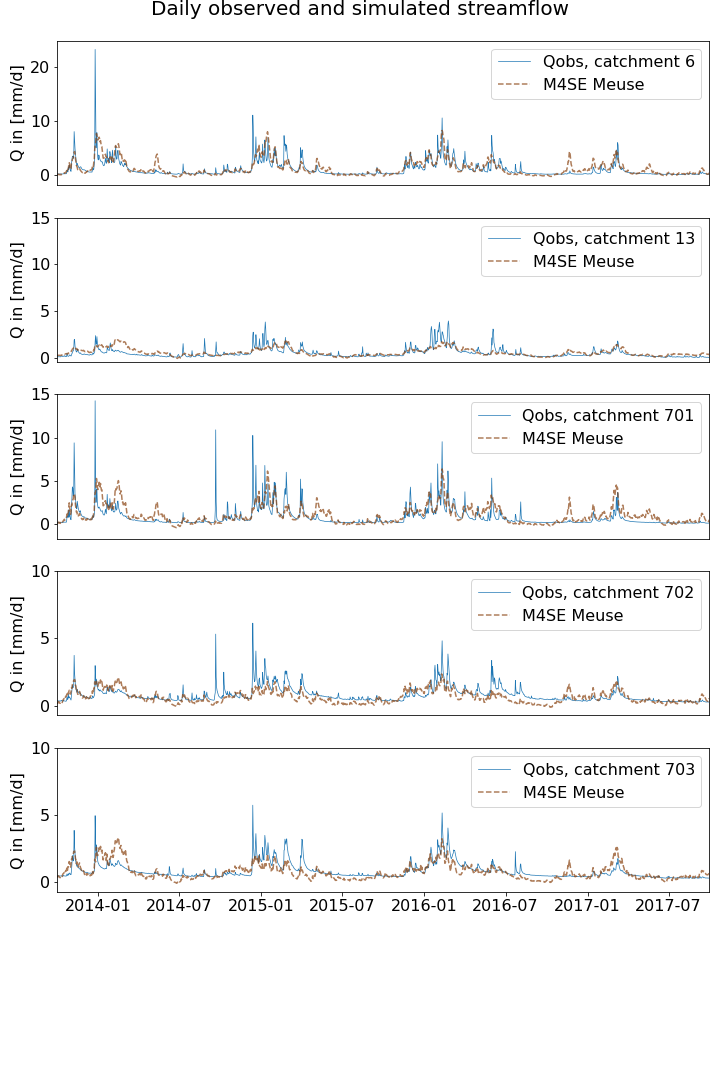 Daily observed and simulated streamflow
Q in [mm/d]
20
10
0
Qobs, catchment 6
M4SE Meuse
Q in [mm/d]
15
10
5
0
Qobs, catchment 13
M4SE Meuse
Q in [mm/d]
15
10
5
0
Qobs, catchment 701
M4SE Meuse
Q in [mm/d]
10
5
0
Qobs, catchment 702
M4SE Meuse
Q in [mm/d]
10
5
0
Qobs, catchment 703
M4SE Meuse
2014-01 2014-07 2015-01 2015-07 2016-01 2016-07 2017-01 2017-07